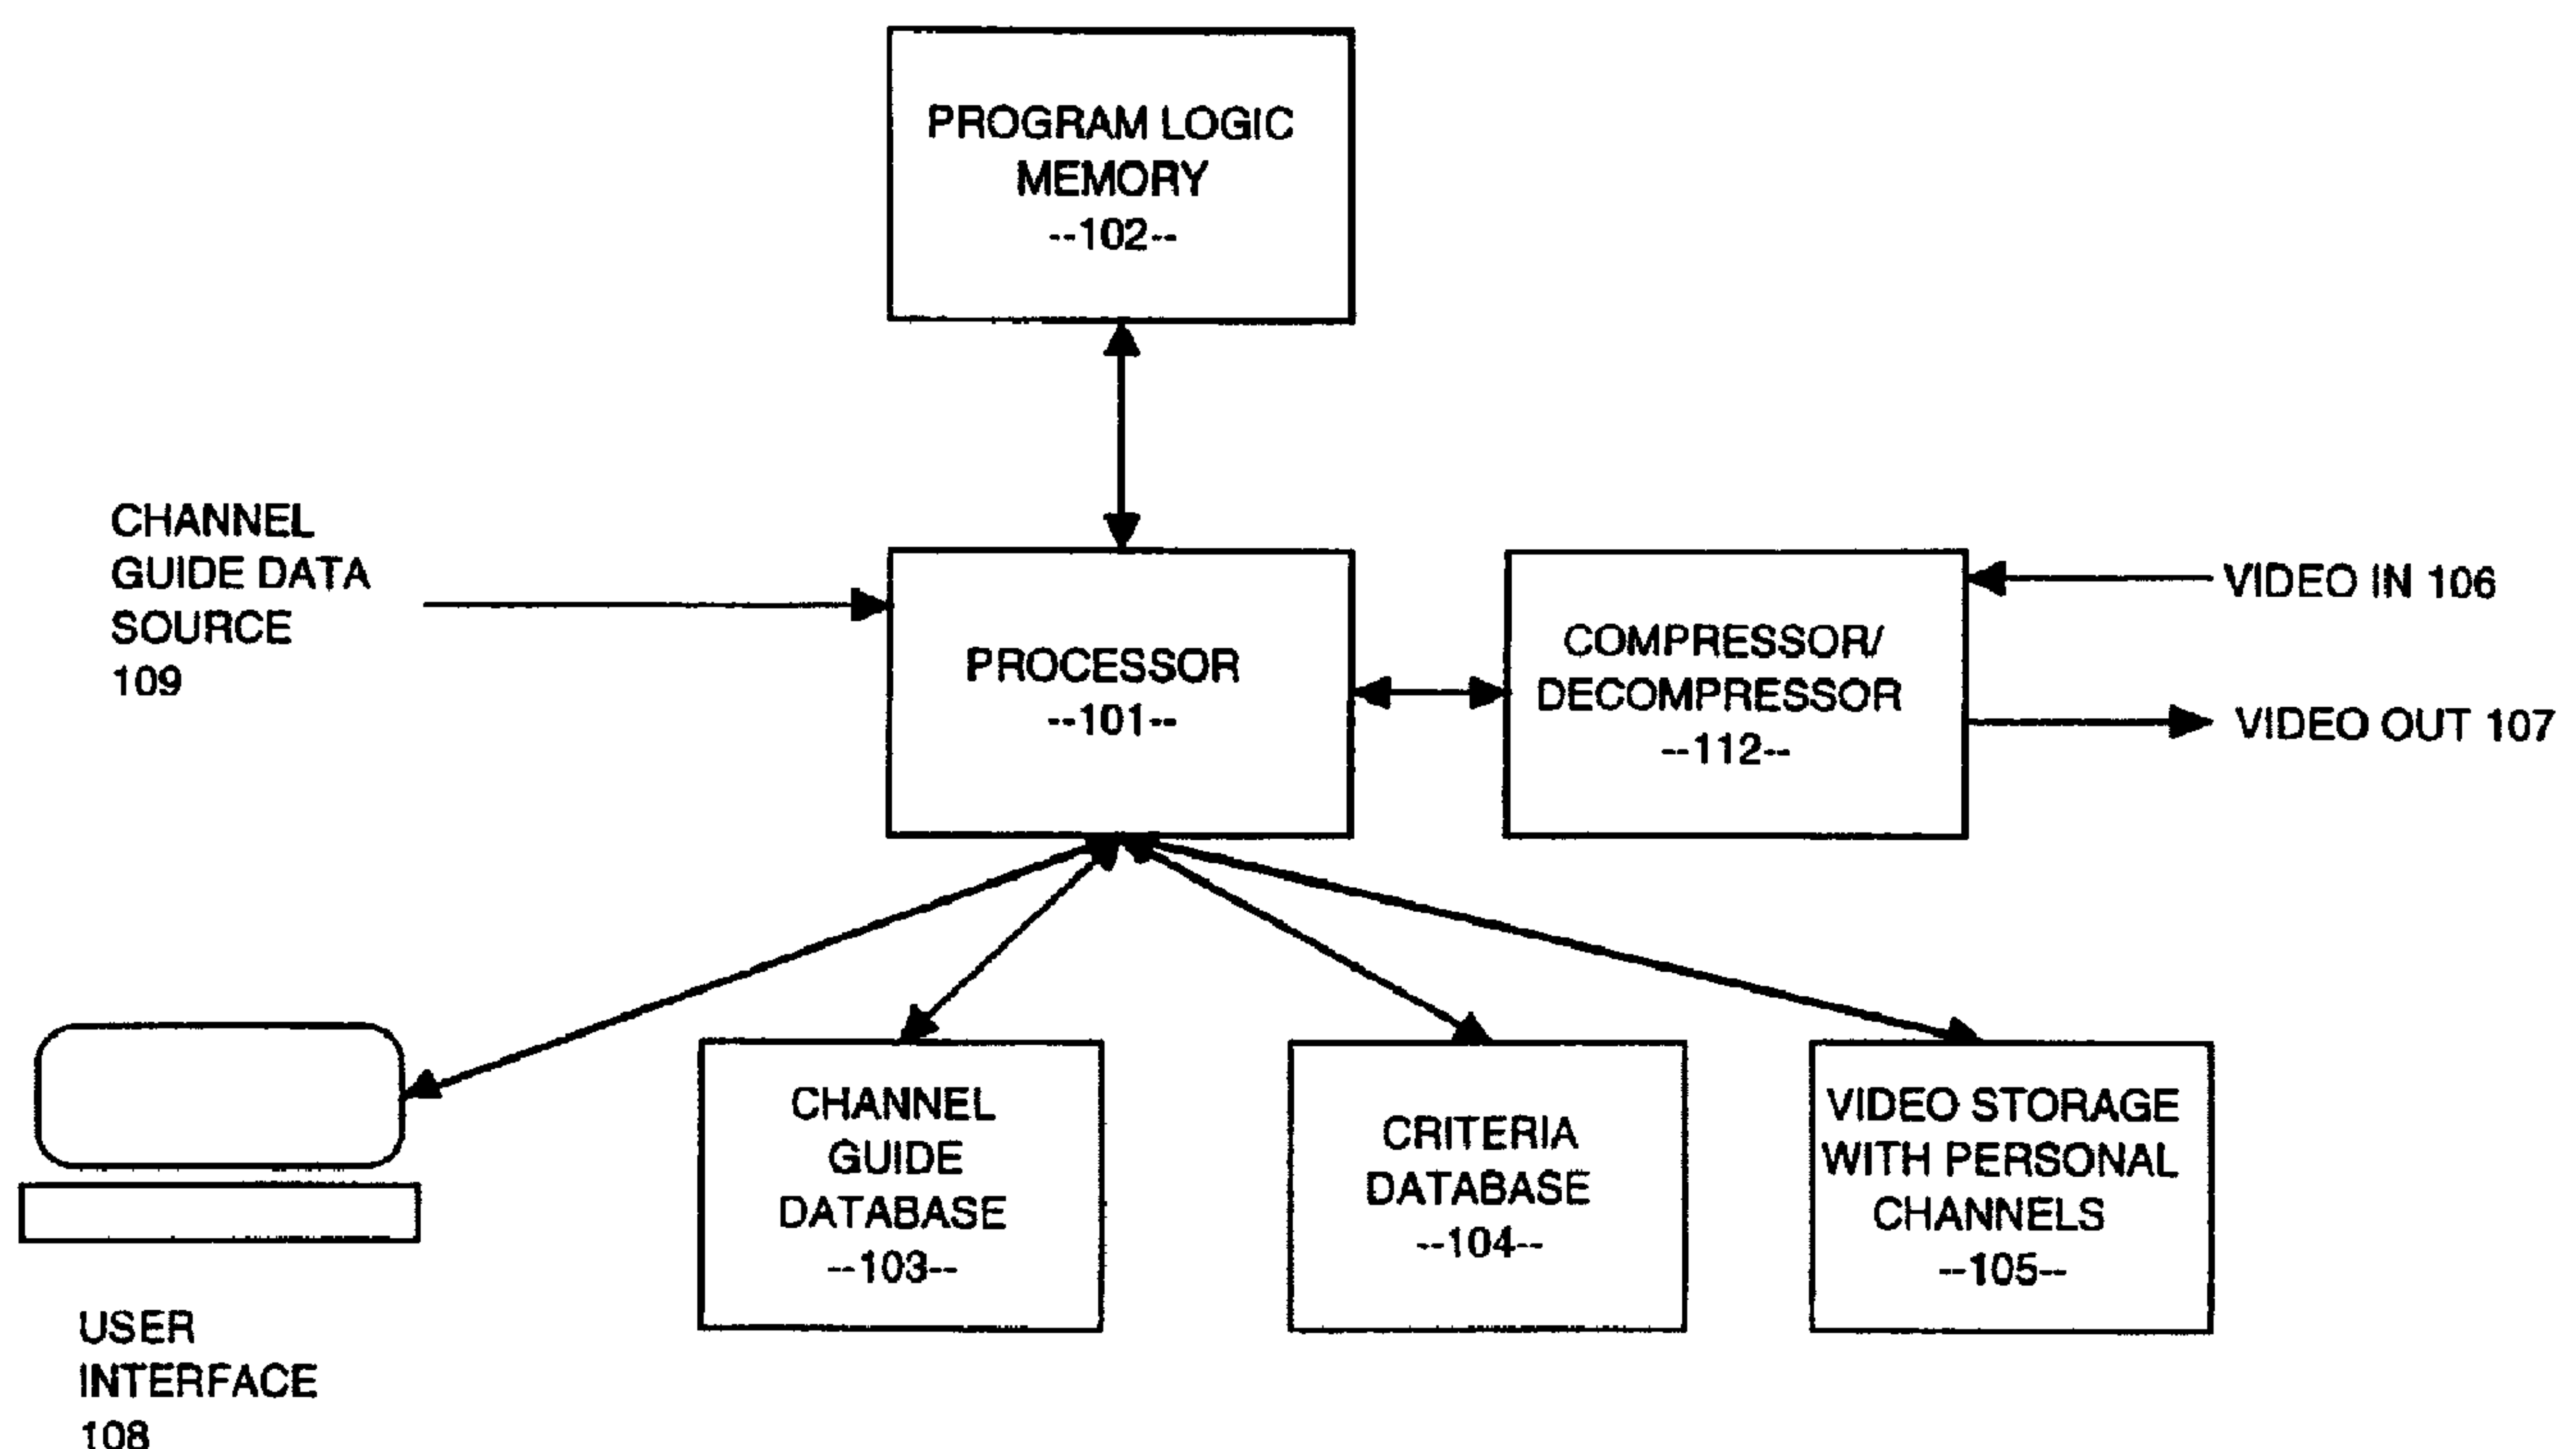 PROGRAM LOGIC
MEMORY
--102--
CHANNEL
GUIDE DATA
SOURCE
109
PROCESSOR
--101--
COMPRESSOR/
DECOMPRESSOR
--112--
VIDEO IN 106
VIDEO OUT 107
USER
INTERFACE
108
CHANNEL
GUIDE
DATABASE
--103--
CRITERIA
DATABASE
--104--
VIDEO STORAGE
WITH PERSONAL
CHANNELS
--105--